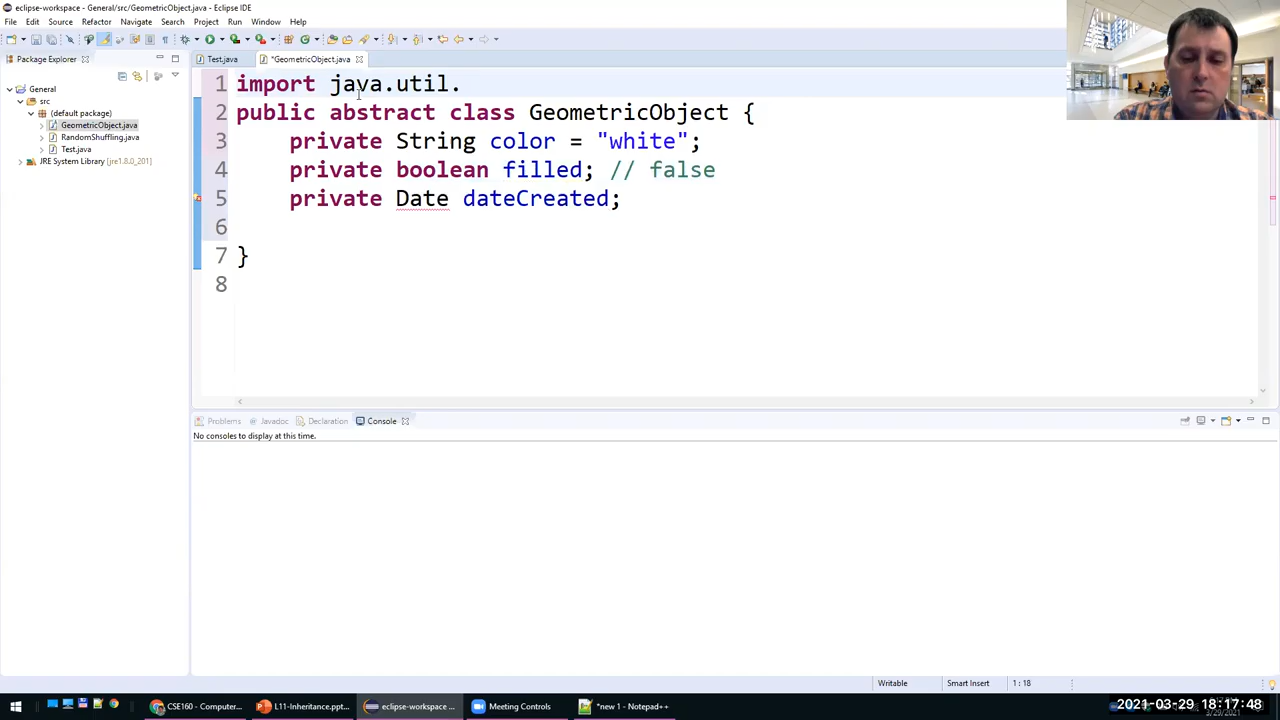 eclipse-workspace - General/src/GeometricObject.java - Eclipse IDE
File Edit Source Refactor Navigate Search Project Run Window Help
Package Explorer
Test.java
*GeometricObject.java
General
src
(default package)
GeometricObject.java
RandomShuffling.java
Test.java
JRE System Library [jre1.8.0_201]
1 import java.util.
2 public abstract class GeometricObject {
3 private String color = "white";
4 private boolean filled; // false
5 private Date dateCreated;
6
7 }
8
Problems @ Javadoc Declaration Console
No consoles to display at this time.
Writable Smart Insert 1 : 18
CSE160 - Computer... L11-Inheritance.ppt... eclipse-workspace ... Meeting Controls *new 1 - Notepad++
2021-03-29 18:17:48